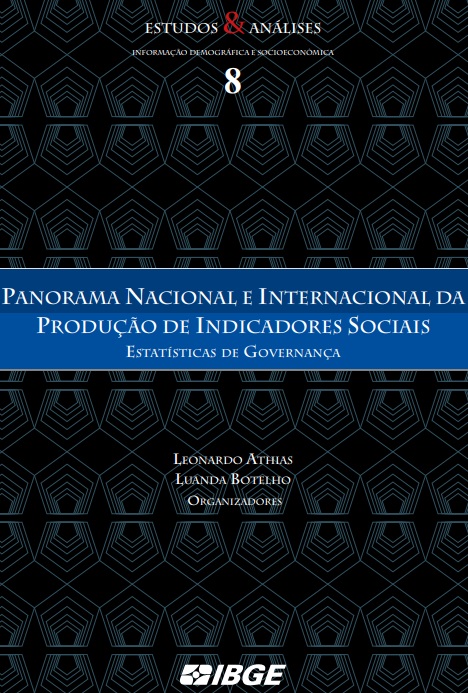 ESTUDOS & ANÁLISES
INFORMAÇÃO DEMOGRÁFICA E SOCIOECONÔMICA
8
PANORAMA NACIONAL E INTERNACIONAL DA
PRODUÇÃO DE INDICADORES SOCIAIS
ESTATÍSTICAS DE GOVERNANÇA
LEONARDO ATHIAS
LUANDA BOTELHO
ORGANIZADORES
IBGE